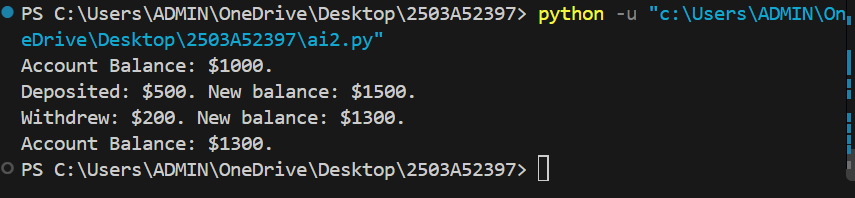 PS C:\Users\ADMIN\OneDrive\Desktop\2503A52397> python -u "c:\Users\ADMIN\On
eDrive\Desktop\2503A52397\ai2.py"
Account Balance: $1000.
Deposited: $500. New balance: $1500.
Withdrew: $200. New balance: $1300.
Account Balance: $1300.
PS C:\Users\ADMIN\OneDrive\Desktop\2503A52397>